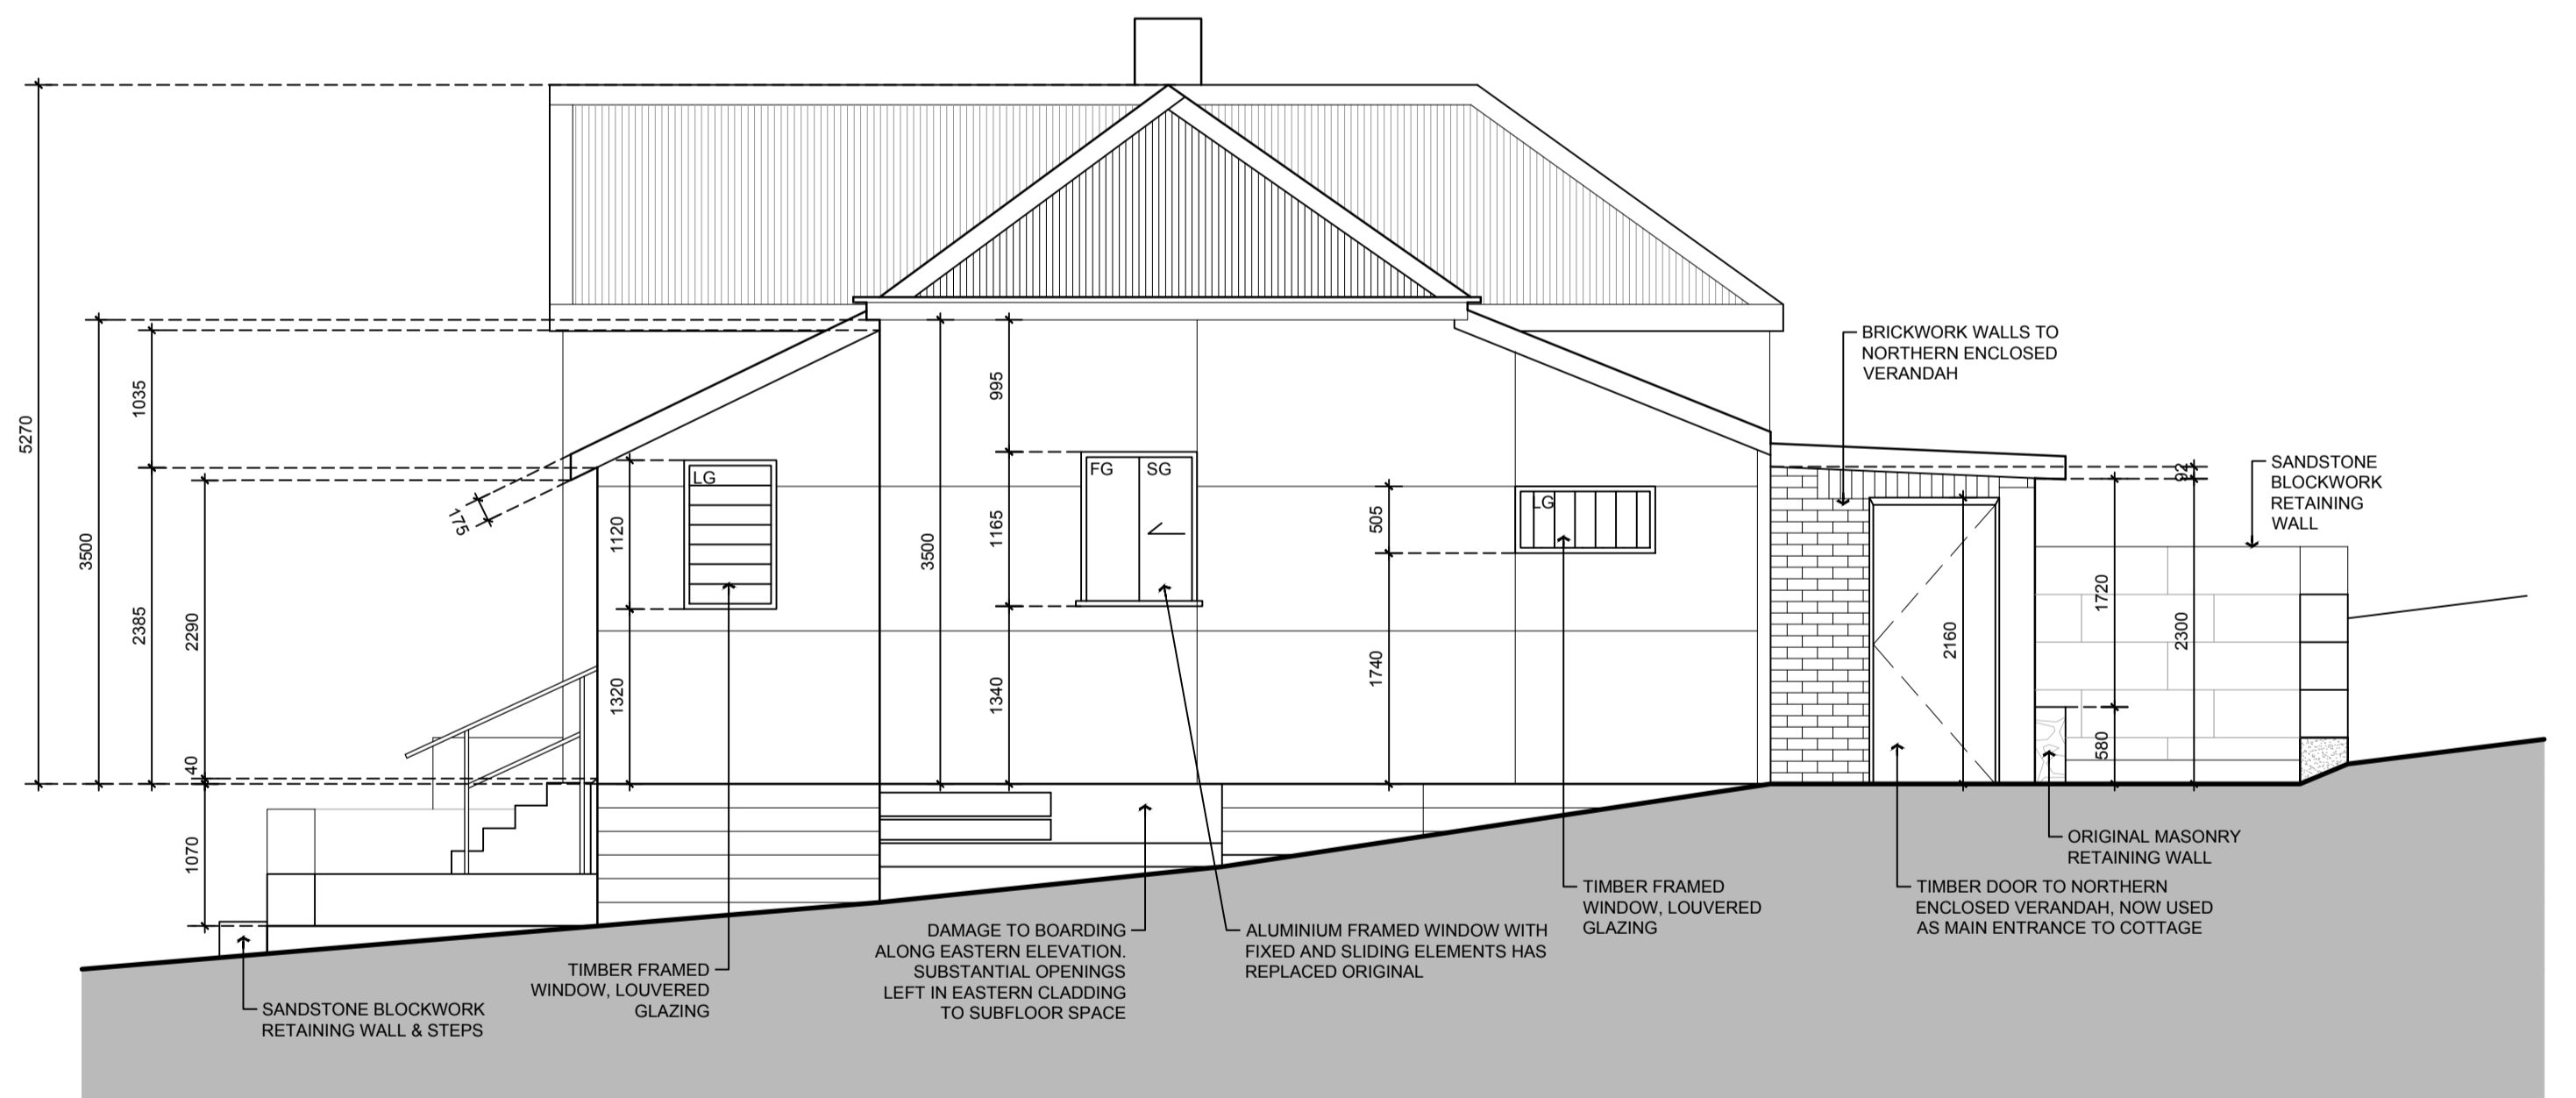 5270
3500
1035
2385
2290
40
1070
175
1120
1320
LG
3500
995
1165
1340
FG SG
505
1740
LG
2160
92
1720
2300
580
BRICKWORK WALLS TO
NORTHERN ENCLOSED
VERANDAH
SANDSTONE
BLOCKWORK
RETAINING
WALL
ORIGINAL MASONRY
RETAINING WALL
TIMBER DOOR TO NORTHERN
ENCLOSED VERANDAH, NOW USED
AS MAIN ENTRANCE TO COTTAGE
TIMBER FRAMED
WINDOW, LOUVERED
GLAZING
ALUMINIUM FRAMED WINDOW WITH
FIXED AND SLIDING ELEMENTS HAS
REPLACED ORIGINAL
DAMAGE TO BOARDING
ALONG EASTERN ELEVATION.
SUBSTANTIAL OPENINGS
LEFT IN EASTERN CLADDING
TO SUBFLOOR SPACE
TIMBER FRAMED
WINDOW, LOUVERED
GLAZING
SANDSTONE BLOCKWORK
RETAINING WALL & STEPS